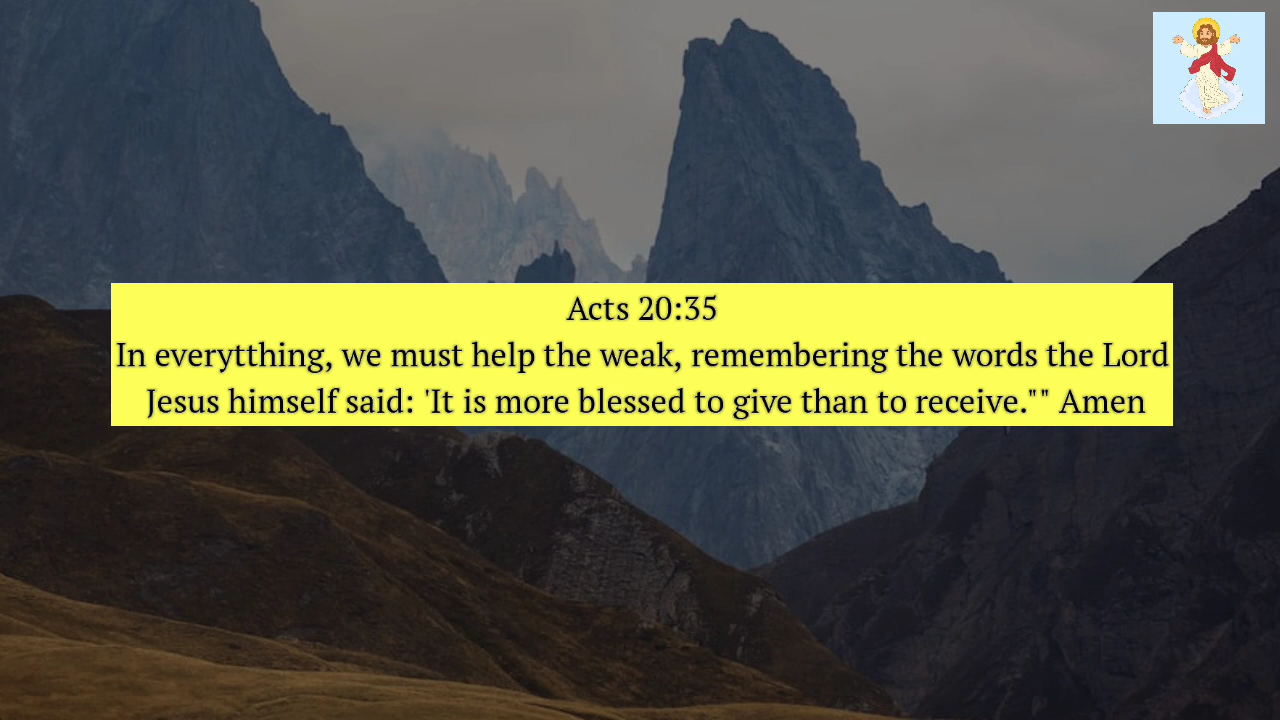 Acts 20:35
In everytthing, we must help the weak, remembering the words the Lord
Jesus himself said: 'It is more blessed to give than to receive."" Amen